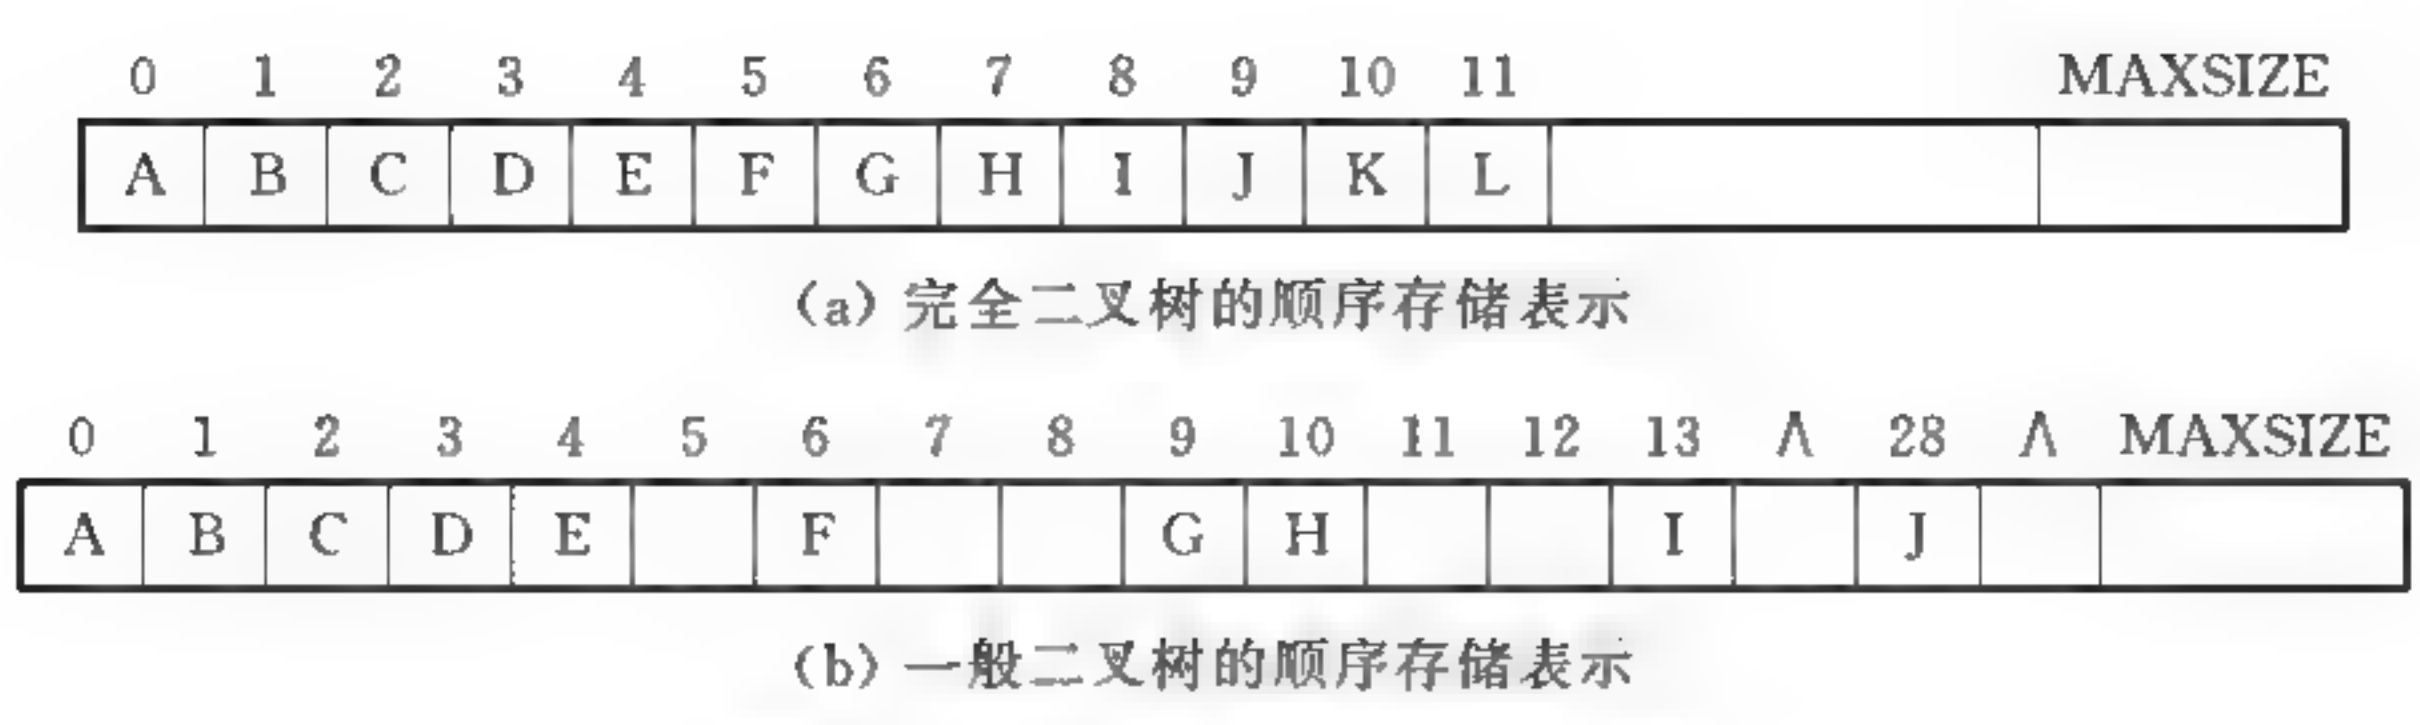 0 1 2 3 4 5 6 7 8 9 10 11 MAXSIZE
A B C D E F G H I J K L
(a) 完全二叉树的顺序存储表示
0 1 2 3 4 5 6 7 8 9 10 11 12 13 Λ 28 Λ MAXSIZE
A B C D E F G H I J
(b) 一般二叉树的顺序存储表示